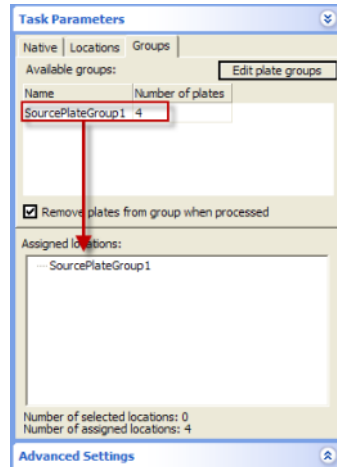 Task Parameters
Native Locations Groups
Available groups: Edit plate groups
Name Number of plates
SourcePlateGroup1 4
Remove plates from group when processed
Assigned locations:
SourcePlateGroup1
Number of selected locations: 0
Number of assigned locations: 4
Advanced Settings